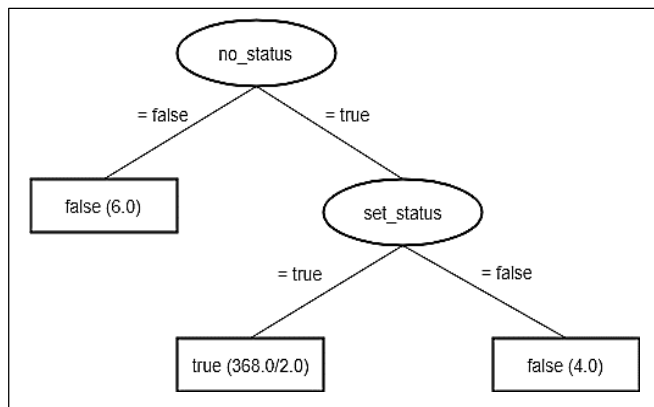 no_status
= false
= true
false (6.0)
set_status
= true
= false
true (368.0/2.0)
false (4.0)